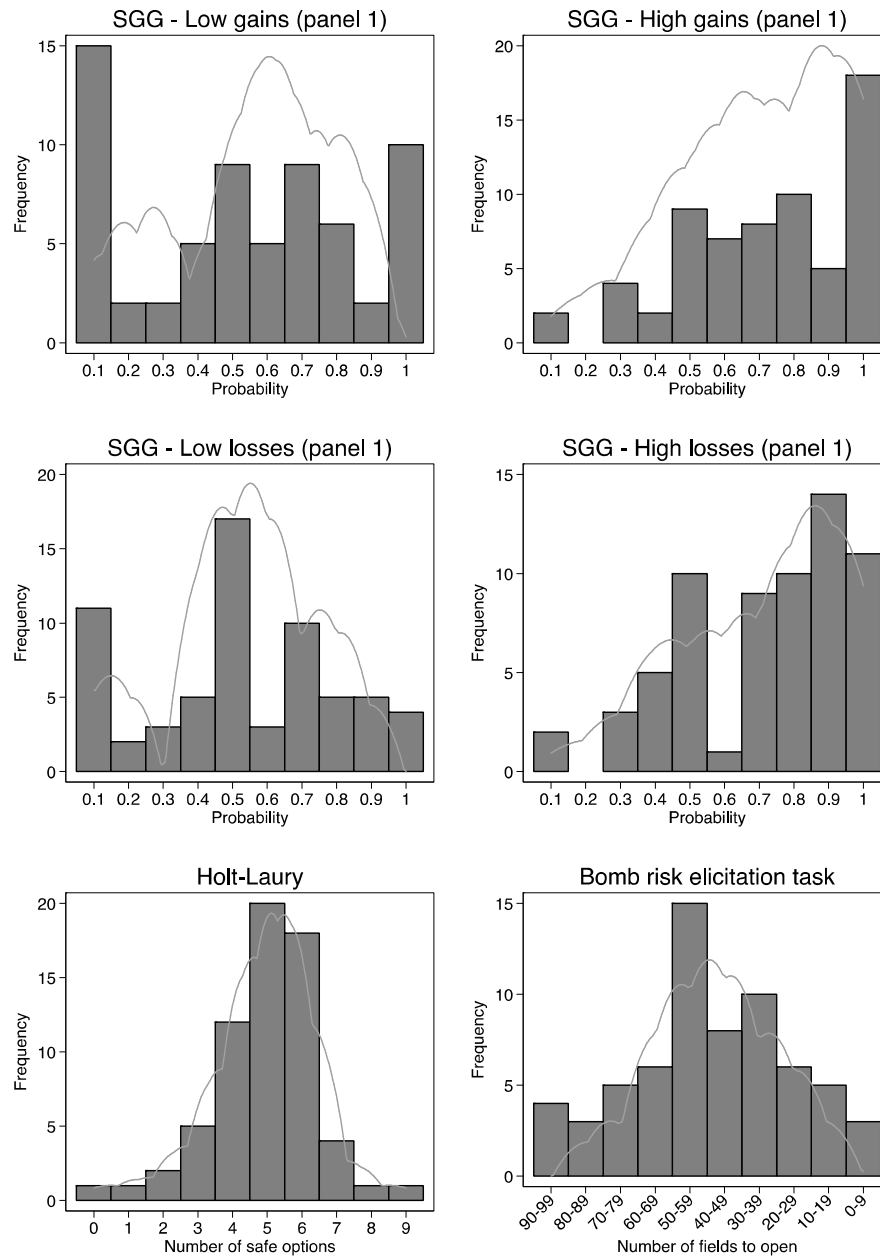 SGG - Low gains (panel 1)
15
10
5
0
Frequency
0.1 0.2 0.3 0.4 0.5 0.6 0.7 0.8 0.9 1
Probability
SGG - High gains (panel 1)
20
15
10
5
0
Frequency
0.1 0.2 0.3 0.4 0.5 0.6 0.7 0.8 0.9 1
Probability
SGG - Low losses (panel 1)
20
15
10
5
0
Frequency
0.1 0.2 0.3 0.4 0.5 0.6 0.7 0.8 0.9 1
Probability
SGG - High losses (panel 1)
15
10
5
0
Frequency
0.1 0.2 0.3 0.4 0.5 0.6 0.7 0.8 0.9 1
Probability
Holt-Laury
20
15
10
5
0
Frequency
0 1 2 3 4 5 6 7 8 9
Number of safe options
Bomb risk elicitation task
15
10
5
0
Frequency
90-99 80-89 70-79 60-69 50-59 40-49 30-39 20-29 10-19 0-9
Number of fields to open